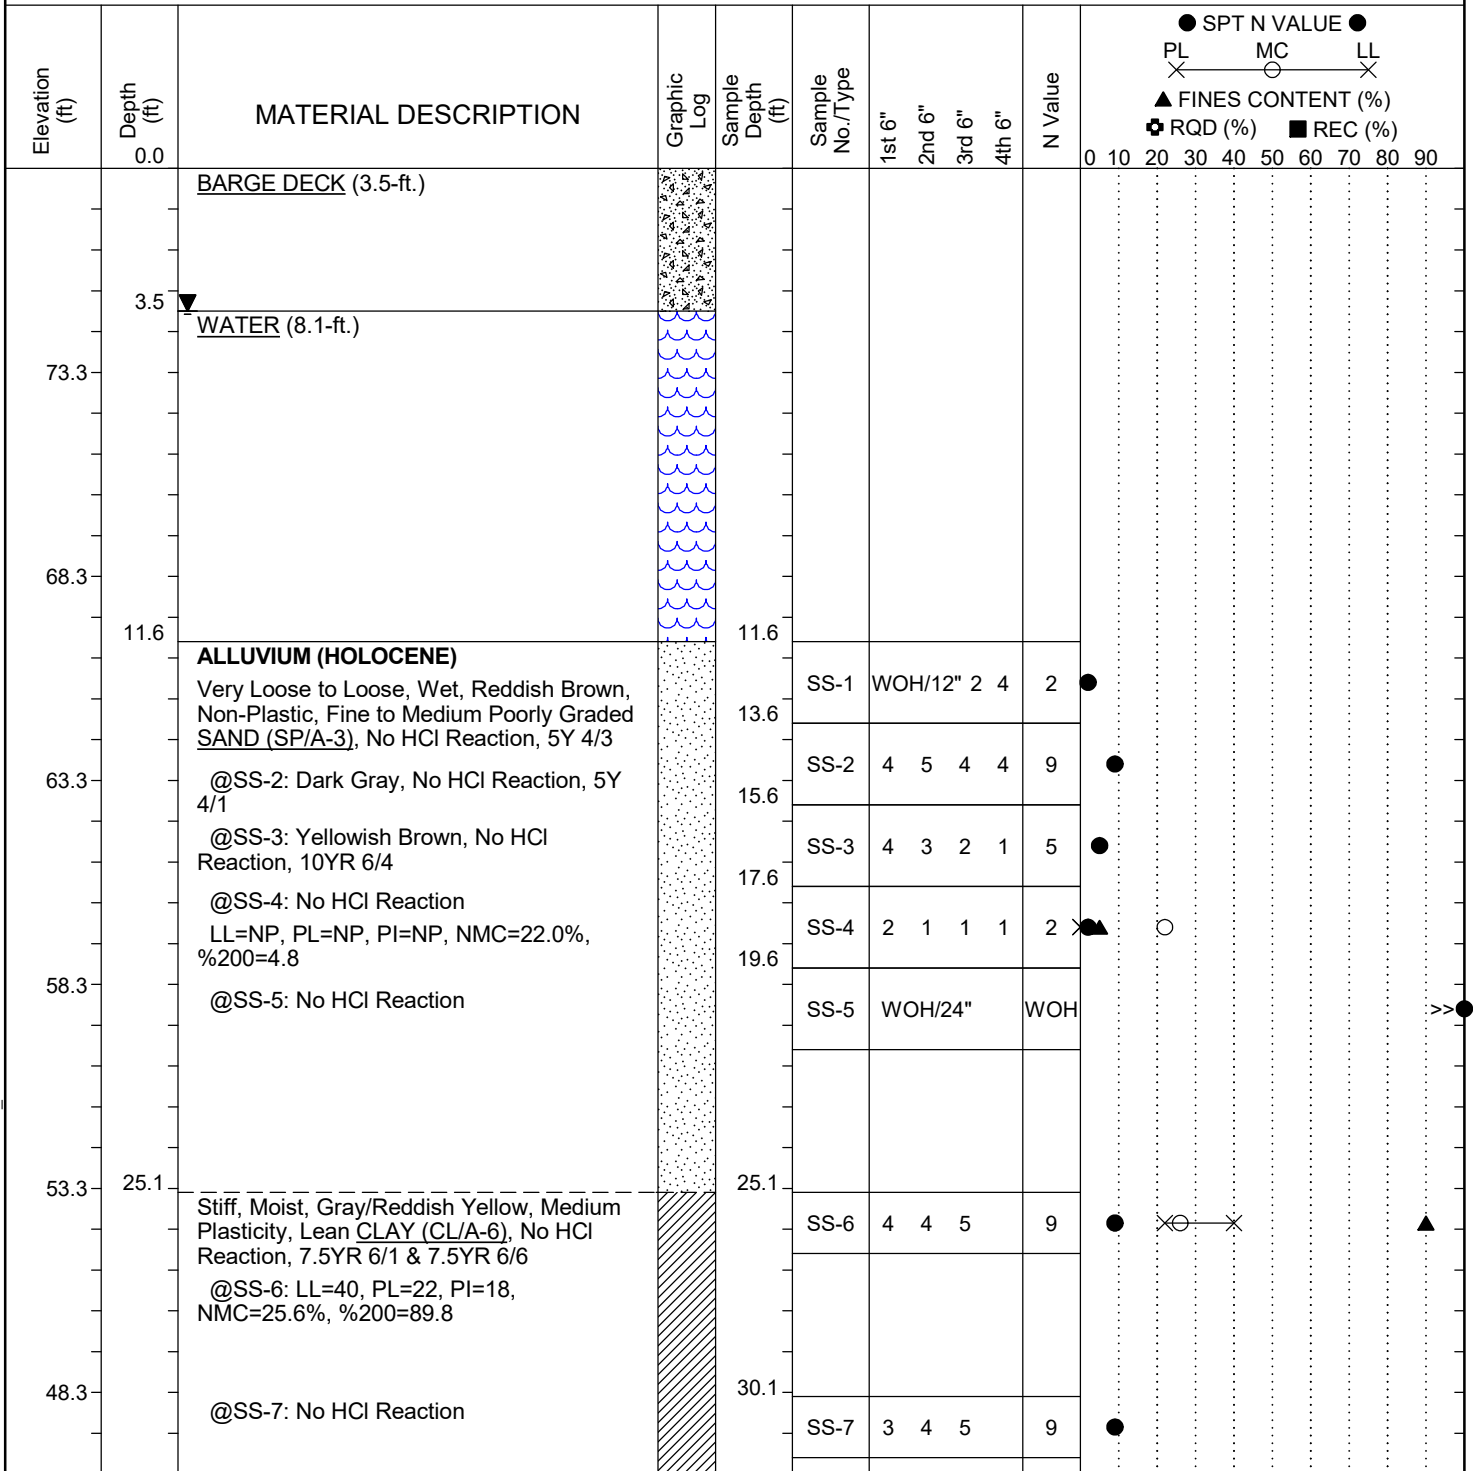 Elevation (ft)
Depth (ft)
0.0
MATERIAL DESCRIPTION
Graphic Log
Sample Depth (ft)
Sample No./Type
1st 6"
2nd 6"
3rd 6"
4th 6"
N Value
● SPT N VALUE ●
PL MC LL
▲ FINES CONTENT (%)
RQD (%) ■ REC (%)
0 10 20 30 40 50 60 70 80 90
BARGE DECK (3.5-ft.)
3.5
WATER (8.1-ft.)
73.3
68.3
11.6
11.6
ALLUVIUM (HOLOCENE)
Very Loose to Loose, Wet, Reddish Brown,
Non-Plastic, Fine to Medium Poorly Graded
SAND (SP/A-3), No HCl Reaction, 5Y 4/3
SS-1 WOH/12" 2 4 2
13.6
63.3
@SS-2: Dark Gray, No HCl Reaction, 5Y
4/1
SS-2 4 5 4 4 9
15.6
@SS-3: Yellowish Brown, No HCl
Reaction, 10YR 6/4
SS-3 4 3 2 1 5
17.6
@SS-4: No HCl Reaction
LL=NP, PL=NP, PI=NP, NMC=22.0%,
%200=4.8
SS-4 2 1 1 1 2
19.6
58.3
@SS-5: No HCl Reaction
SS-5 WOH/24" WOH
>>
53.3
25.1
25.1
Stiff, Moist, Gray/Reddish Yellow, Medium
Plasticity, Lean CLAY (CL/A-6), No HCl
Reaction, 7.5YR 6/1 & 7.5YR 6/6
@SS-6: LL=40, PL=22, PI=18,
NMC=25.6%, %200=89.8
SS-6 4 4 5 9
48.3
30.1
@SS-7: No HCl Reaction
SS-7 3 4 5 9